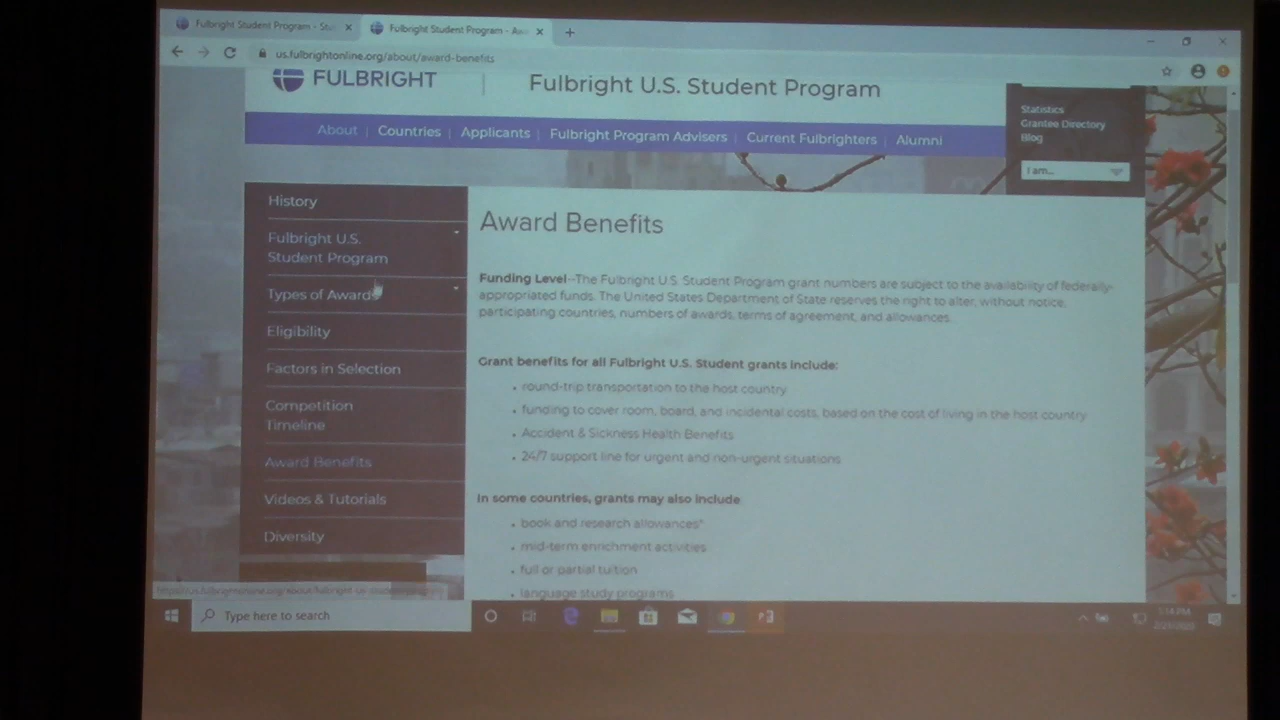 Fulbright Student Program - Stu
Fulbright Student Program - Aw
us.fulbrightonline.org/about/award-benefits
FULBRIGHT
Fulbright U.S. Student Program
Statistics
Grantee Directory
Blog
I am...
About | Countries | Applicants | Fulbright Program Advisers | Current Fulbrighters | Alumni
History
Fulbright U.S.
Student Program
Types of Awards
Eligibility
Factors in Selection
Competition
Timeline
Award Benefits
Videos & Tutorials
Diversity
Award Benefits
Funding Level--The Fulbright U.S. Student Program grant numbers are subject to the availability of federally-
appropriated funds. The United States Department of State reserves the right to alter, without notice,
participating countries, numbers of awards, terms of agreement, and allowances.
Grant benefits for all Fulbright U.S. Student grants include:
• round-trip transportation to the host country
• funding to cover room, board, and incidental costs, based on the cost of living in the host country
• Accident & Sickness Health Benefits
• 24/7 support line for urgent and non-urgent situations
In some countries, grants may also include
• book and research allowances*
• mid-term enrichment activities
• full or partial tuition
• language study programs
Type here to search